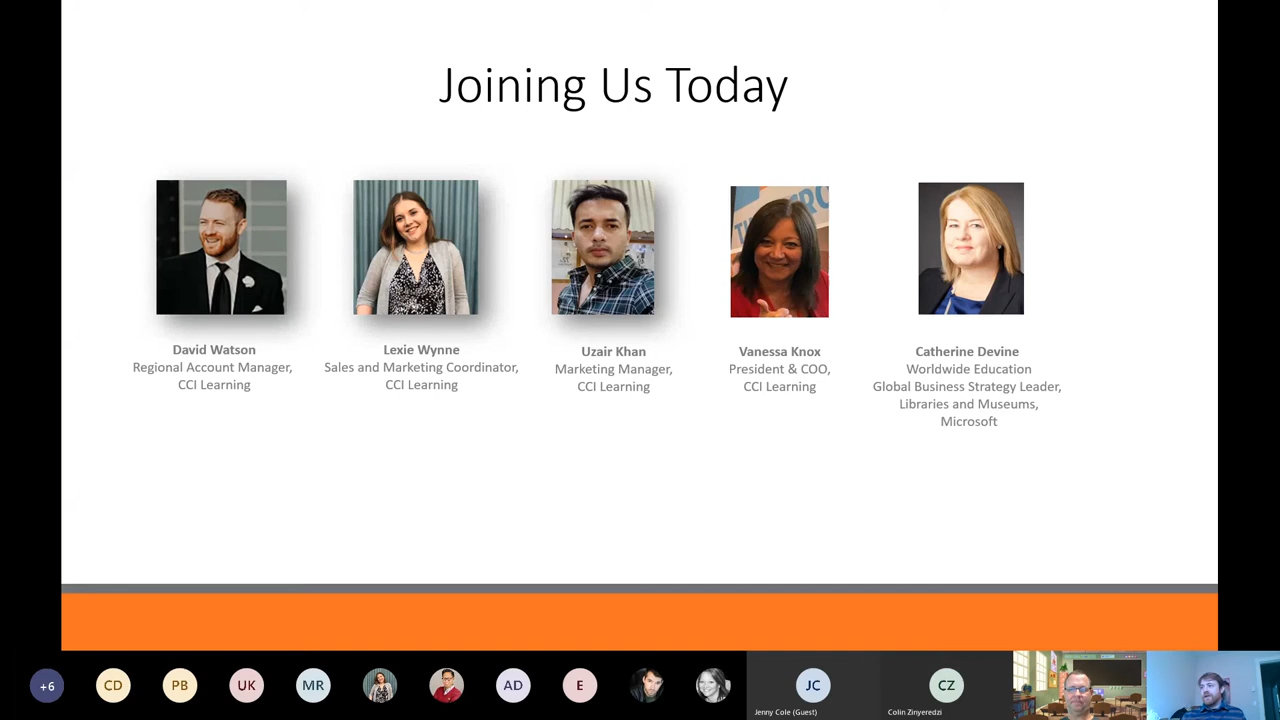 Joining Us Today
David Watson
Regional Account Manager,
CCI Learning
Lexie Wynne
Sales and Marketing Coordinator,
CCI Learning
Uzair Khan
Marketing Manager,
CCI Learning
Vanessa Knox
President & COO,
CCI Learning
Catherine Devine
Worldwide Education
Global Business Strategy Leader,
Libraries and Museums,
Microsoft
+6
CD
PB
UK
MR
AD
E
JC
CZ
Jenny Cole (Guest)
Colin Zinyeredzi